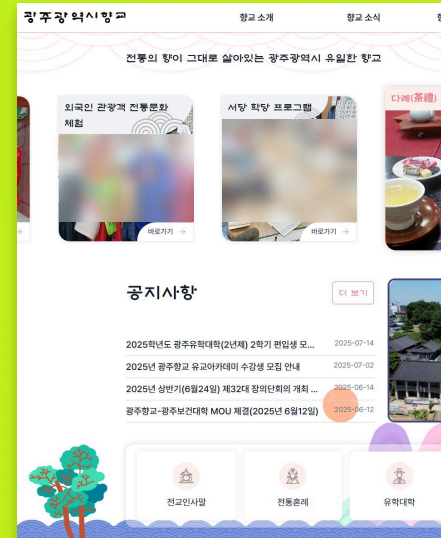 광주광역시향교
향교 소개
향교 소식
전통의 향이 그대로 살아있는 광주광역시 유일한 향교
외국인 관광객 전통문화
체험
바로가기 →
서당 학당 프로그램
바로가기 →
다례(茶禮)
공지사항
더 보기
2025학년도 광주유학대학(2년제) 2학기 편입생 모... 2025-07-14
2025년 광주향교 유교아카데미 수강생 모집 안내 2025-07-02
2025년 상반기(6월24일) 제32대 장의단회의 개최 ... 2025-06-14
광주향교-광주보건대학 MOU 체결(2025년 6월12일) 2025-06-12
전교인사말
전통혼례
유학대학